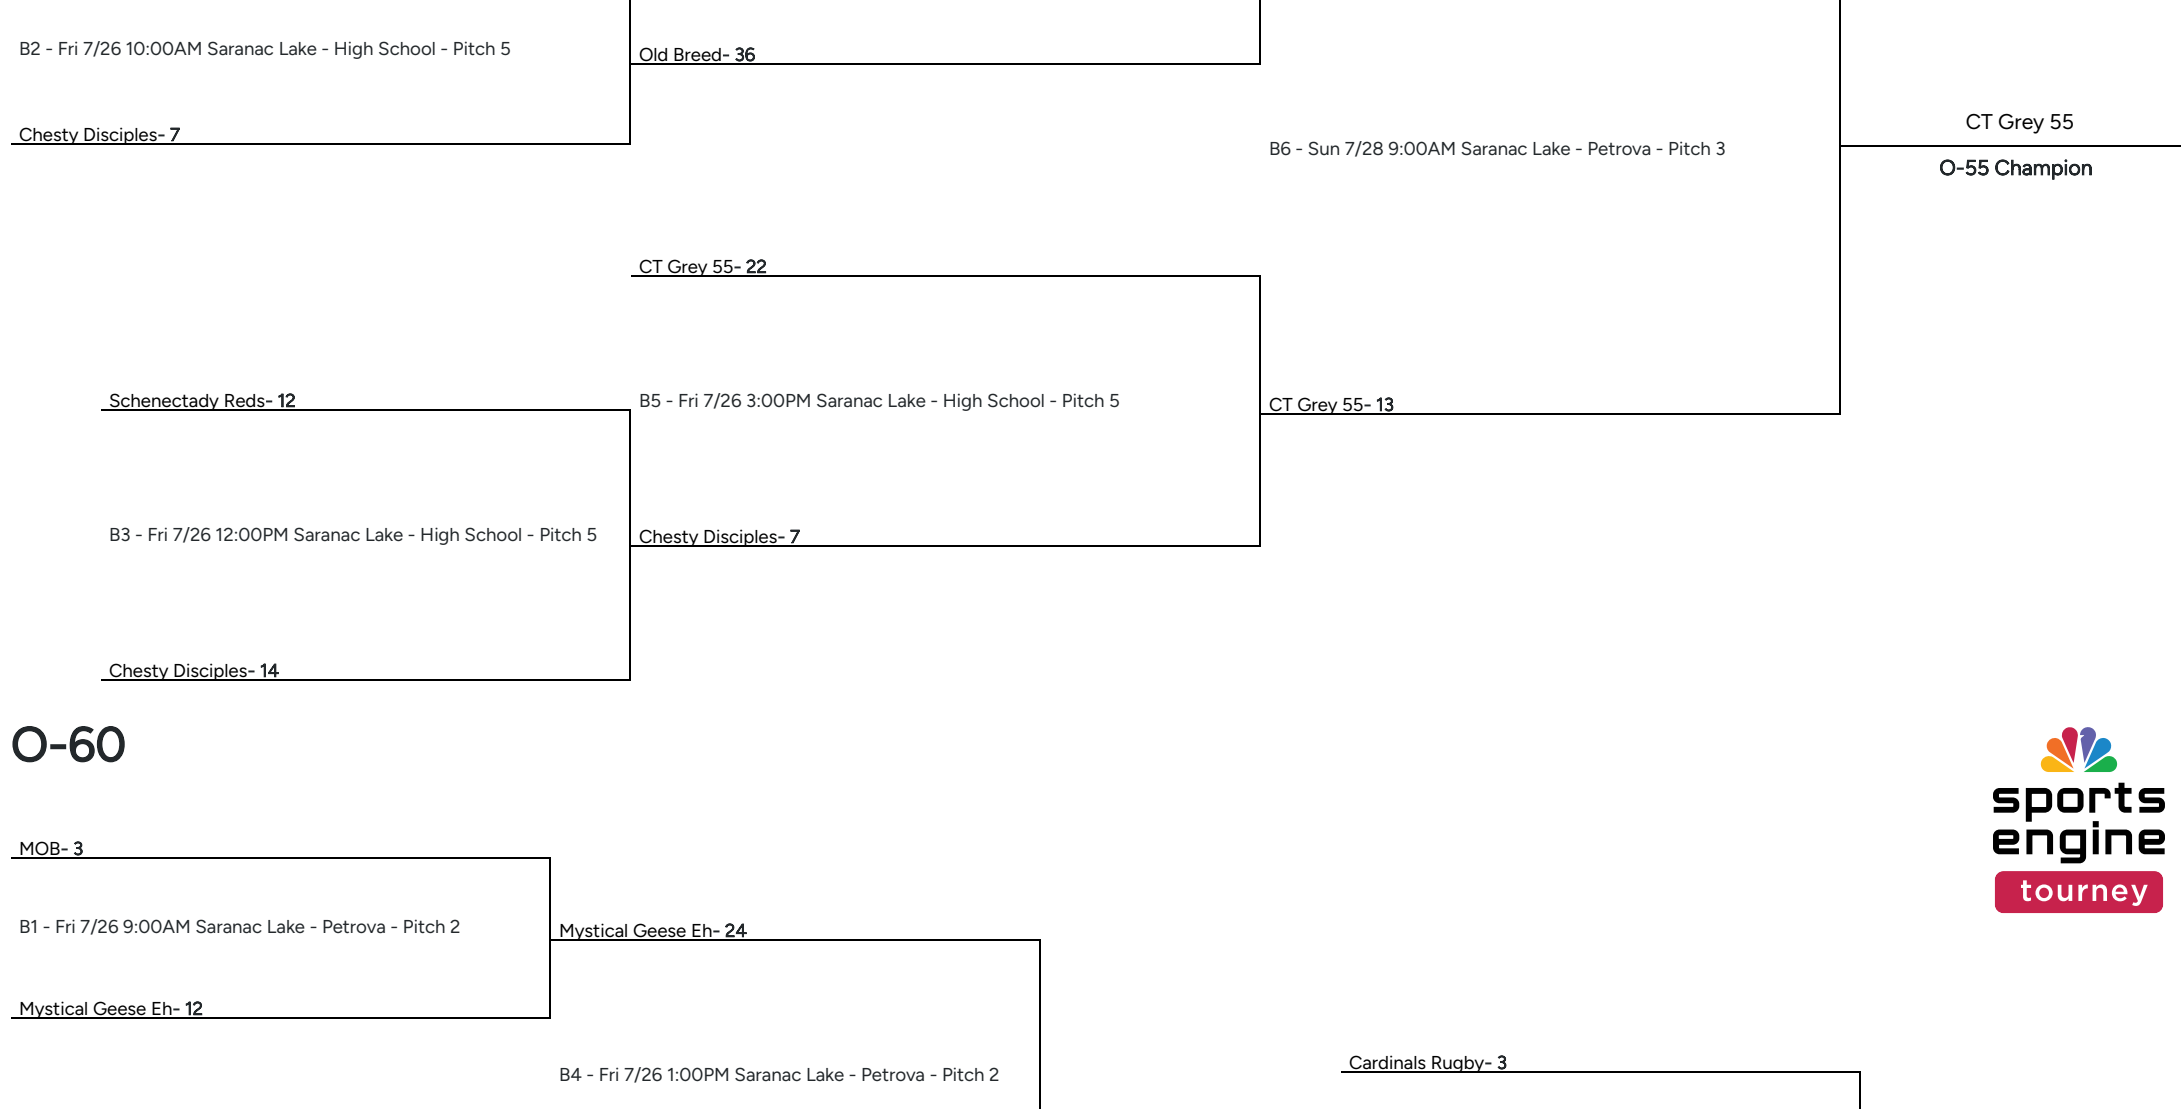 B2 - Fri 7/26 10:00AM Saranac Lake - High School - Pitch 5
Old Breed- 36
Chesty Disciples- 7
CT Grey 55
B6 - Sun 7/28 9:00AM Saranac Lake - Petrova - Pitch 3
O-55 Champion
CT Grey 55- 22
Schenectady Reds- 12
B5 - Fri 7/26 3:00PM Saranac Lake - High School - Pitch 5
CT Grey 55- 13
B3 - Fri 7/26 12:00PM Saranac Lake - High School - Pitch 5
Chesty Disciples- 7
Chesty Disciples- 14
O-60
sports
engine
tourney
MOB- 3
B1 - Fri 7/26 9:00AM Saranac Lake - Petrova - Pitch 2
Mystical Geese Eh- 24
Mystical Geese Eh- 12
Cardinals Rugby- 3
B4 - Fri 7/26 1:00PM Saranac Lake - Petrova - Pitch 2